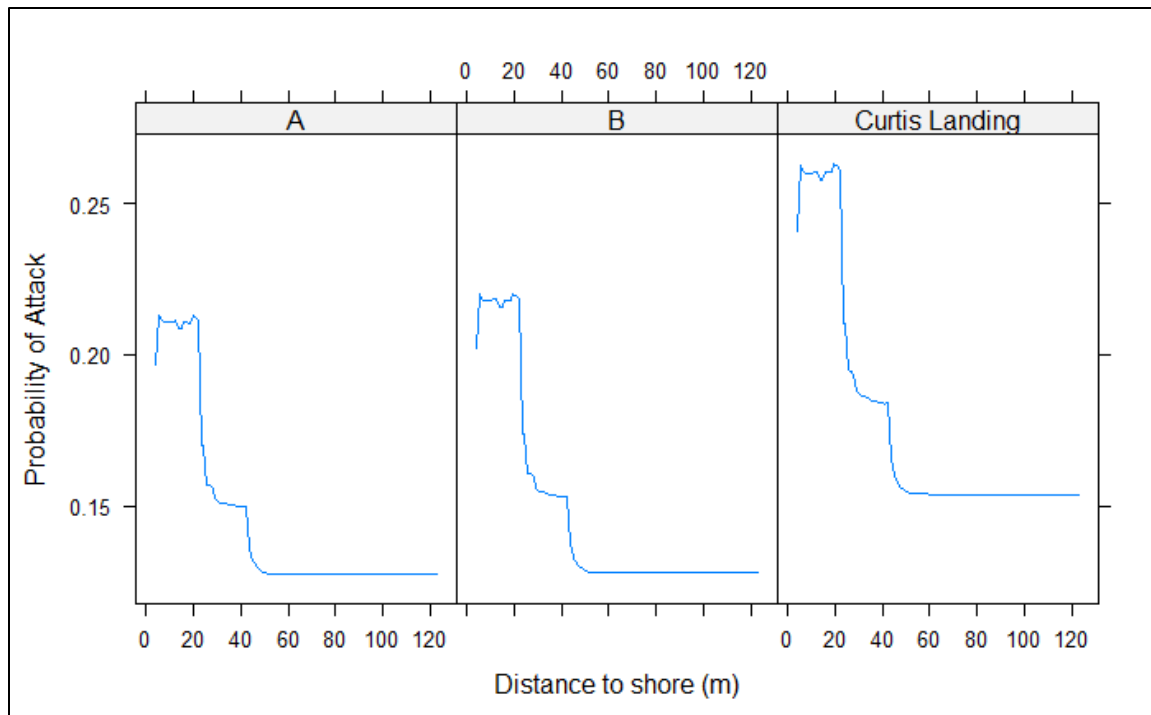 0 20 40 60 80 100 120
A B Curtis Landing
0.25
0.20
0.15
Probability of Attack
0 20 40 60 80 100 120 0 20 40 60 80 100 120
Distance to shore (m)